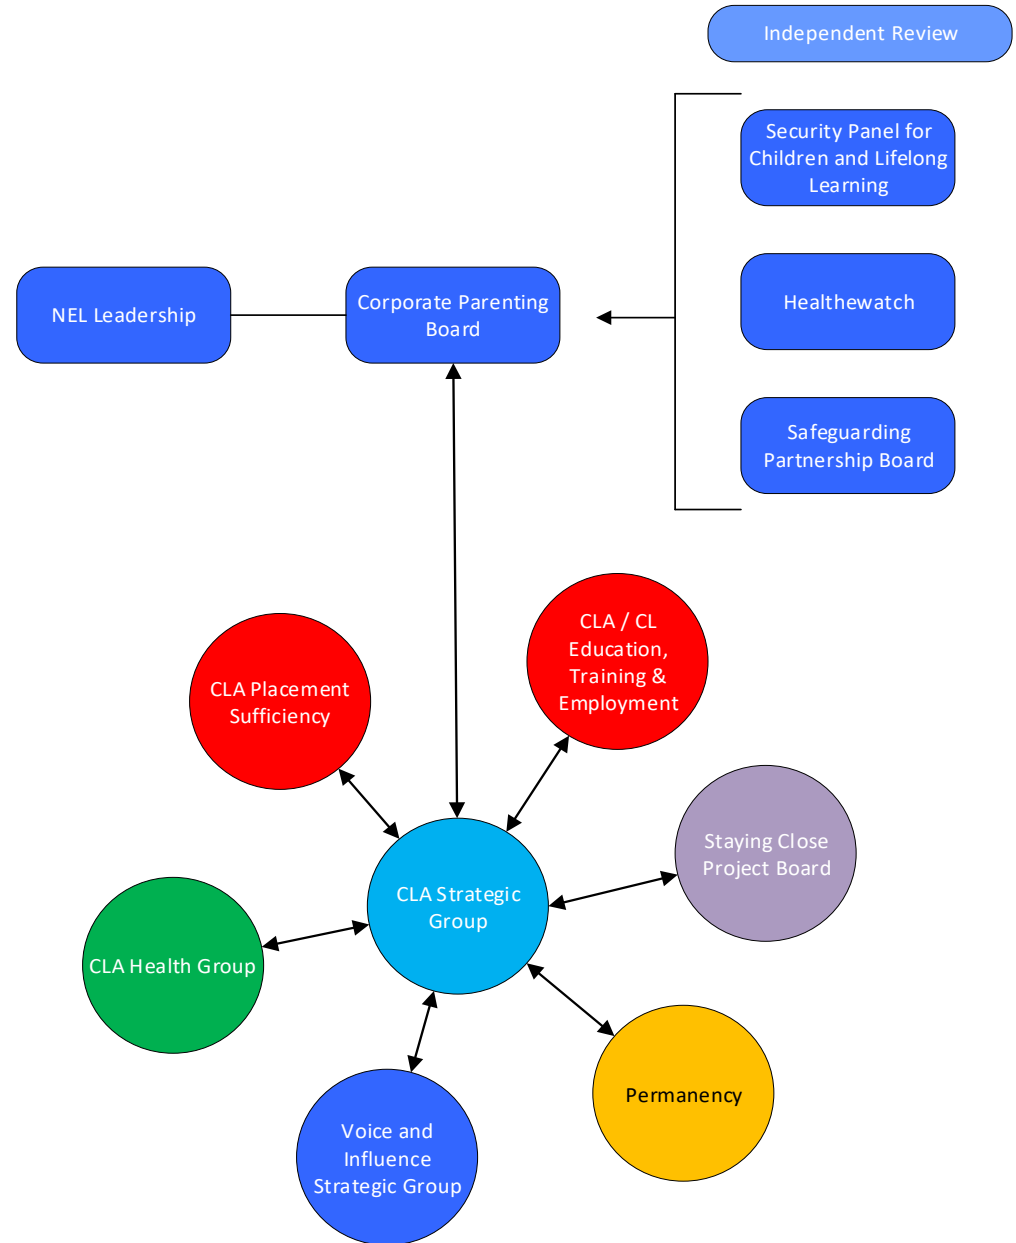 Independent Review
Security Panel for
Children and Lifelong
Learning
NEL Leadership
Corporate Parenting
Board
Healthewatch
Safeguarding
Partnership Board
CLA / CL
Education,
Training &
Employment
CLA Placement
Sufficiency
Staying Close
Project Board
CLA Strategic
Group
CLA Health Group
Permanency
Voice and
Influence
Strategic Group